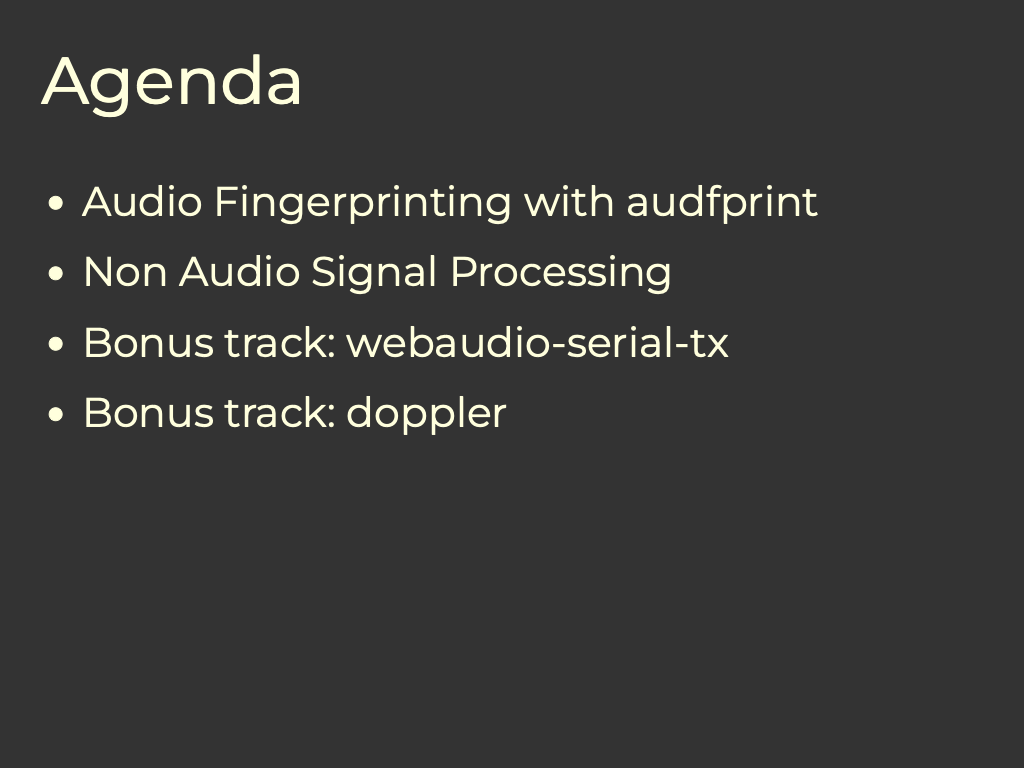 Agenda
• Audio Fingerprinting with audfprint
• Non Audio Signal Processing
• Bonus track: webaudio-serial-tx
• Bonus track: doppler